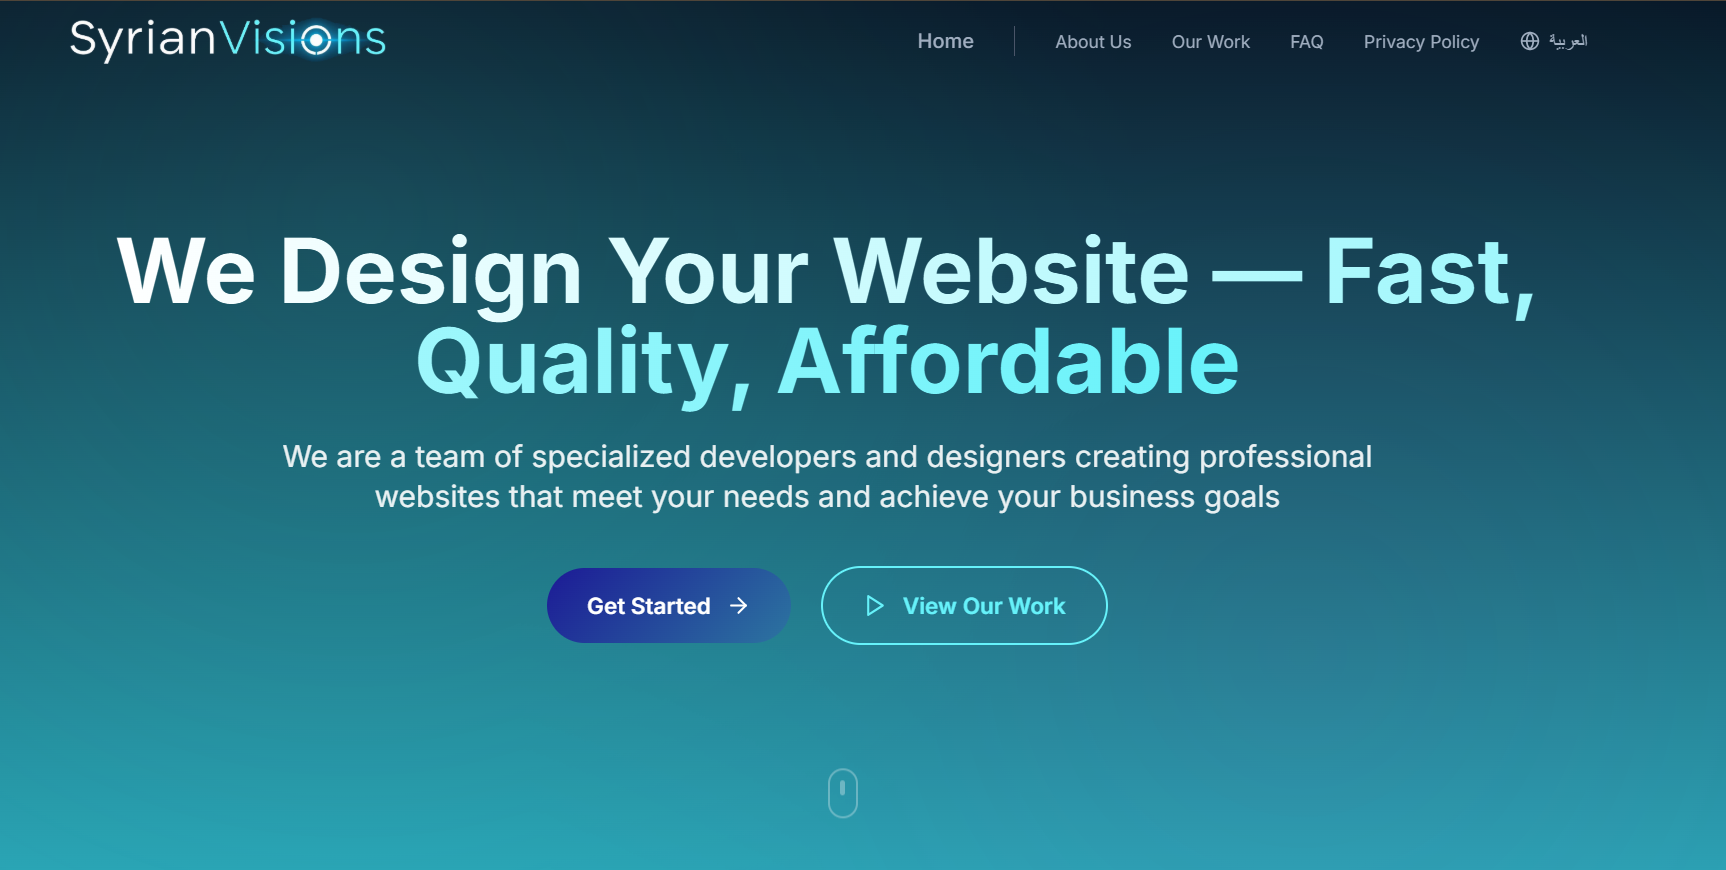 SyrianVisions
Home
About Us
Our Work
FAQ
Privacy Policy
العربية
We Design Your Website — Fast,
Quality, Affordable
We are a team of specialized developers and designers creating professional
websites that meet your needs and achieve your business goals
Get Started
View Our Work